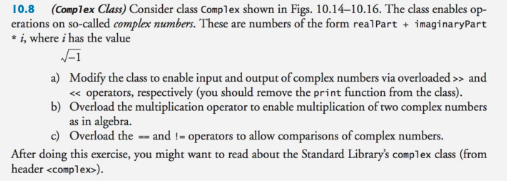 10.8 (Complex Class) Consider class Complex shown in Figs. 10.14–10.16. The class enables op-
erations on so-called complex numbers. These are numbers of the form realPart + imaginaryPart
* i, where i has the value
√-1
a) Modify the class to enable input and output of complex numbers via overloaded >> and
<< operators, respectively (you should remove the print function from the class).
b) Overload the multiplication operator to enable multiplication of two complex numbers
as in algebra.
c) Overload the == and != operators to allow comparisons of complex numbers.
After doing this exercise, you might want to read about the Standard Library's complex class (from
header <complex>).